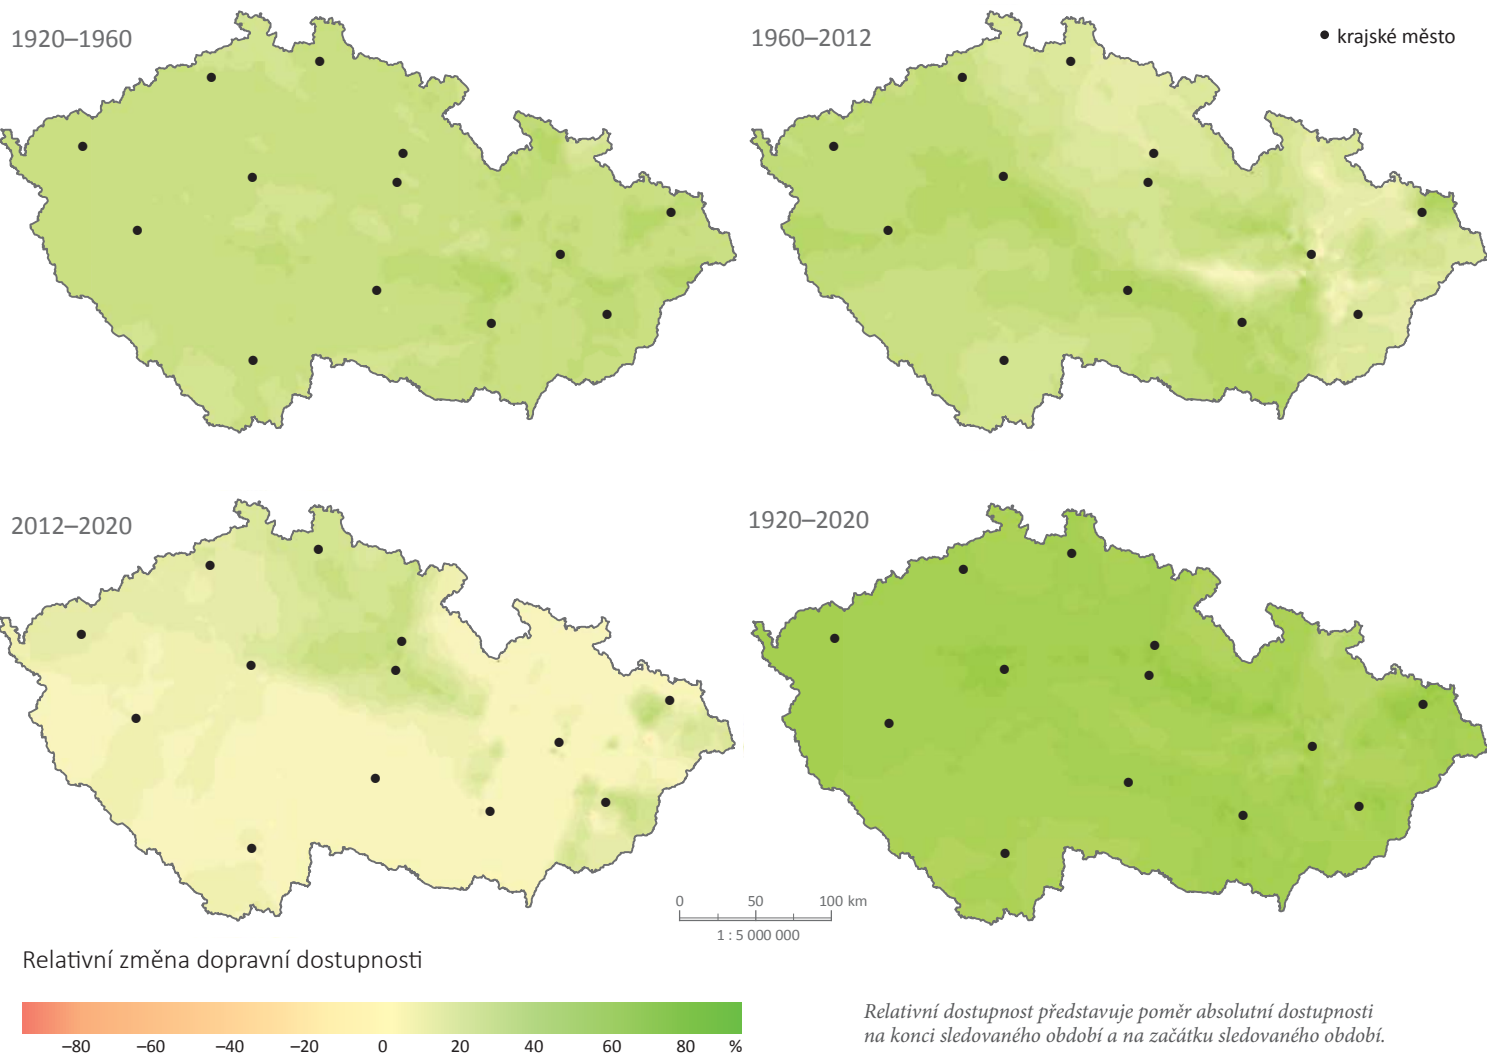 1920–1960
1960–2012
krajské město
2012–2020
1920–2020
0 50 100 km
1 : 5 000 000
Relativní změna dopravní dostupnosti
–80 –60 –40 –20 0 20 40 60 80 %
Relativní dostupnost představuje poměr absolutní dostupnosti
na konci sledovaného období a na začátku sledovaného období.